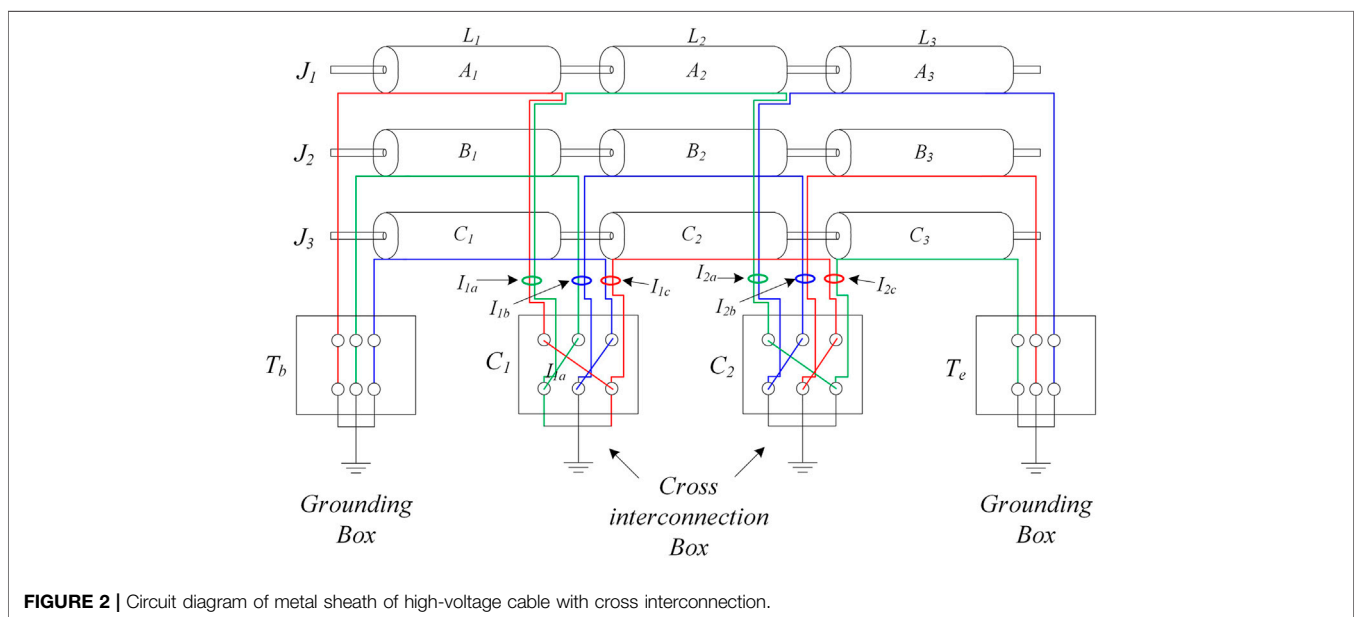 L₁ L₂ L₃
J₁ A₁ A₂ A₃
J₂ B₁ B₂ B₃
J₃ C₁ C₂ C₃
I₁ₐ I₁b I₁c I₂ₐ I₂b I₂c
T_b C₁ I₁ₐ C₂ T_e
Grounding
Box
Cross
interconnection
Box
Grounding
Box
FIGURE 2 | Circuit diagram of metal sheath of high-voltage cable with cross interconnection.